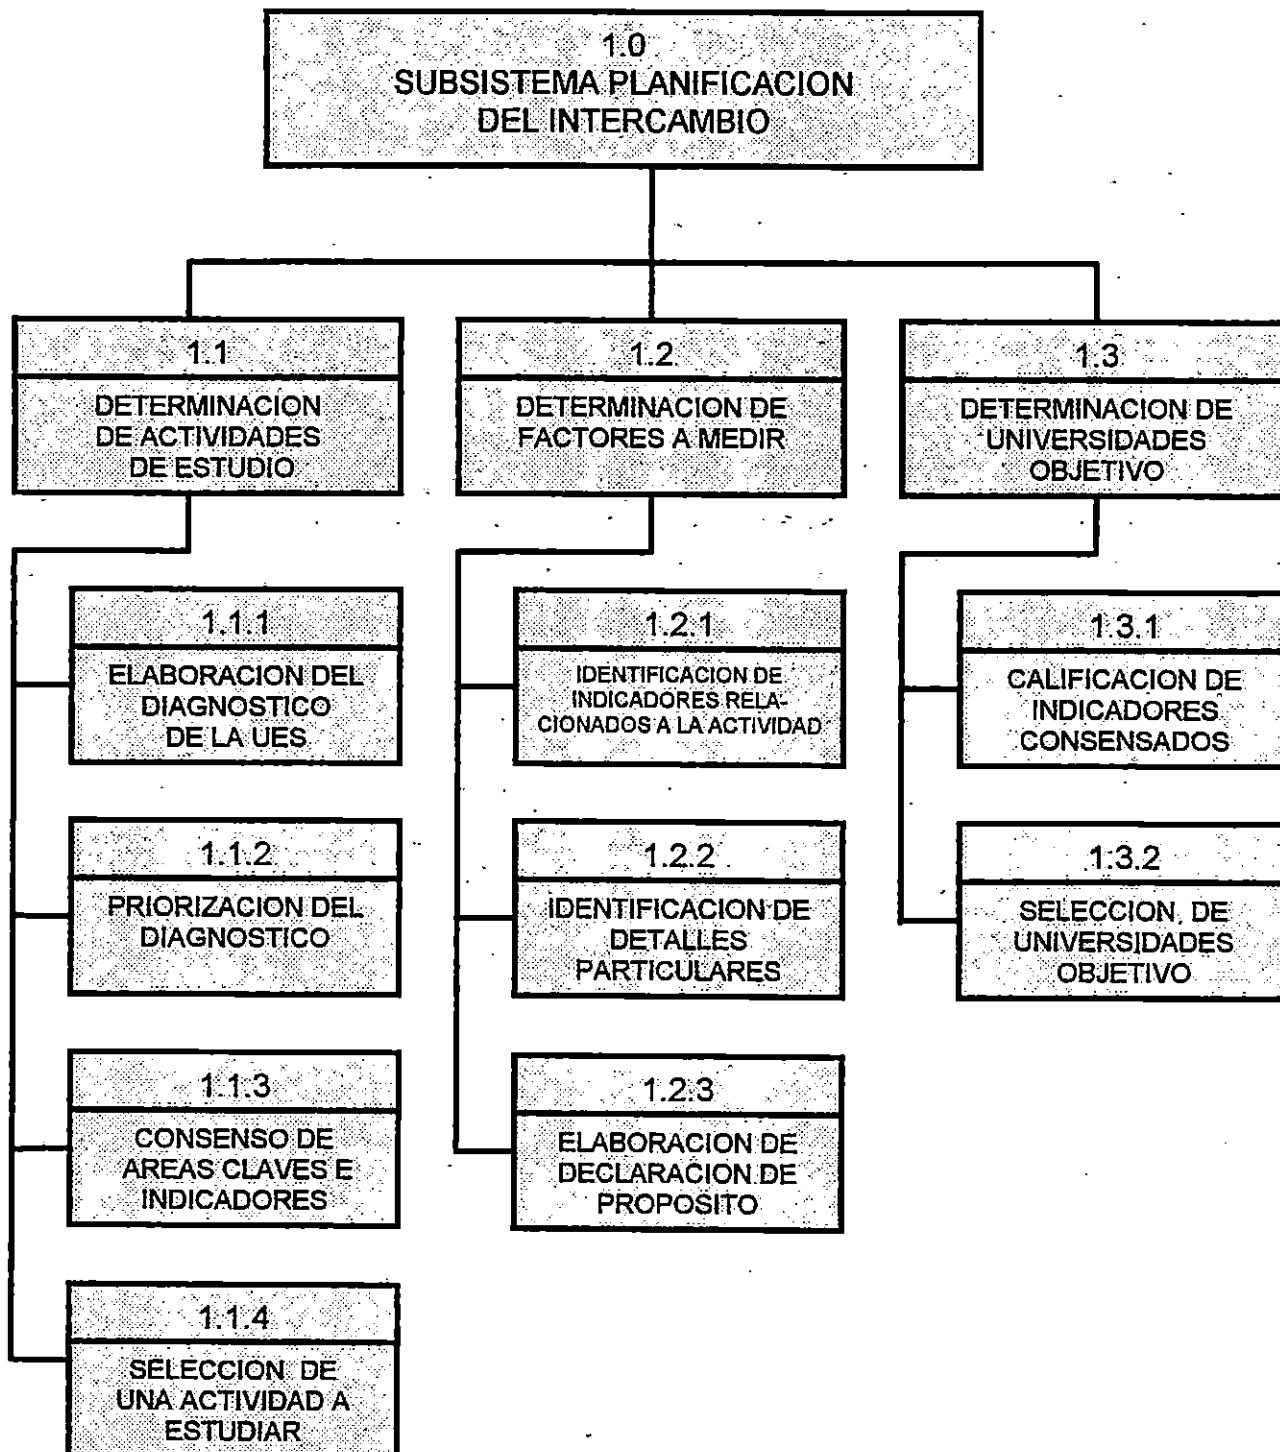 1.0
SUBSISTEMA PLANIFICACION
DEL INTERCAMBIO
1.1
DETERMINACION
DE ACTIVIDADES
DE ESTUDIO
1.1.1
ELABORACION DEL
DIAGNOSTICO
DE LA UES
1.1.2
PRIORIZACION DEL
DIAGNOSTICO
1.1.3
CONSENSO DE
AREAS CLAVES E
INDICADORES
1.1.4
SELECCION DE
UNA ACTIVIDAD A
ESTUDIAR
1.2
DETERMINACION DE
FACTORES A MEDIR
1.2.1
IDENTIFICACION DE
INDICADORES RELA-
CIONADOS A LA ACTIVIDAD
1.2.2
IDENTIFICACION DE
DETALLES
PARTICULARES
1.2.3
ELABORACION DE
DECLARACION DE
PROPOSITO
1.3
DETERMINACION DE
UNIVERSIDADES
OBJETIVO
1.3.1
CALIFICACION DE
INDICADORES
CONSENSADOS
1.3.2
SELECCION DE
UNIVERSIDADES
OBJETIVO